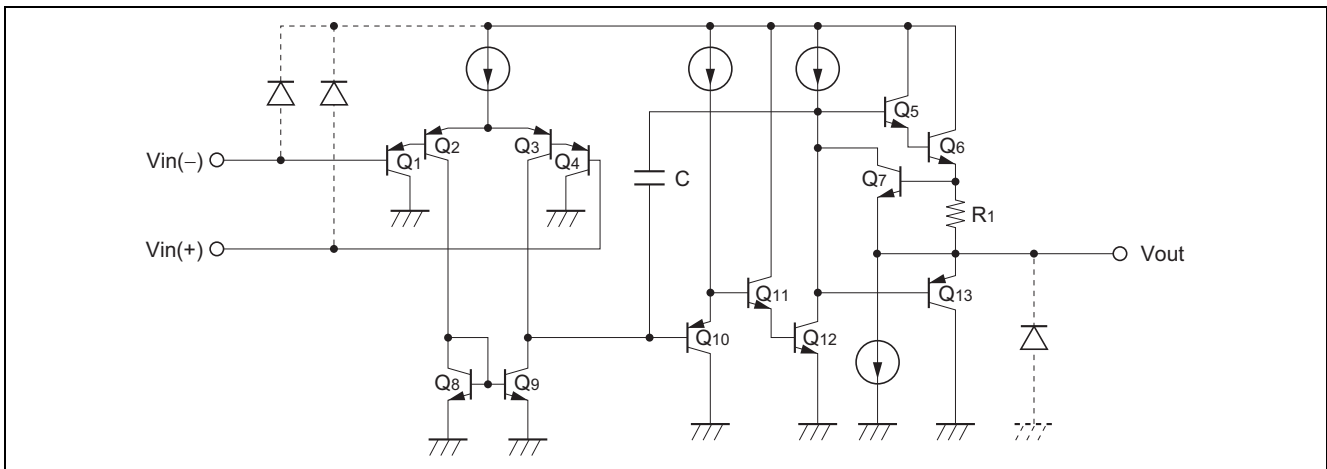 Q5
Q6
Vin(−)
Q1
Q2
Q3
Q4
Q7
C
R1
Vin(+)
Vout
Q11
Q13
Q10
Q12
Q8
Q9